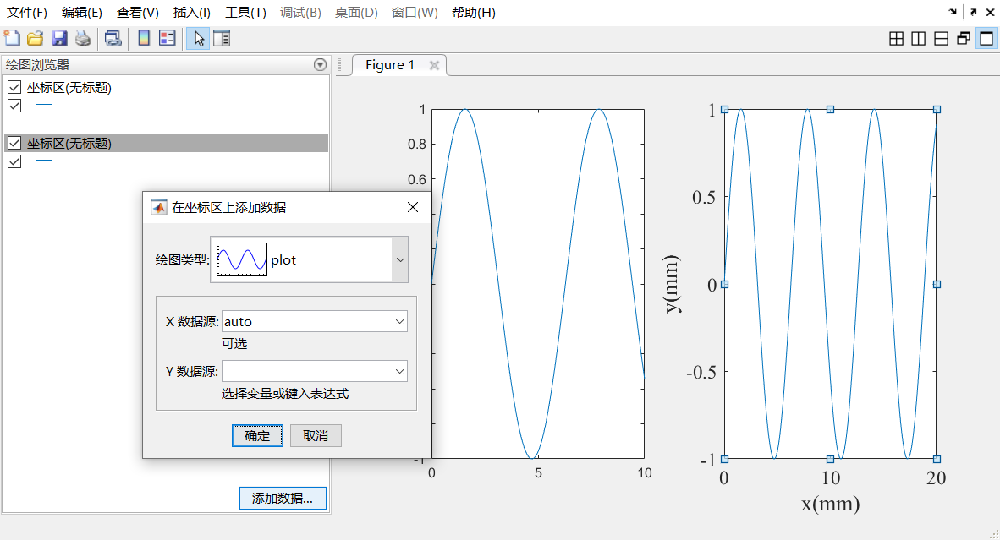 文件(F) 编辑(E) 查看(V) 插入(I) 工具(T) 调试(B) 桌面(D) 窗口(W) 帮助(H)
绘图浏览器
坐标区(无标题)
坐标区(无标题)
添加数据...
Figure 1
1
0.8
0.6
-1
0 5 10
1
0.5
0
-0.5
-1
0 10 20
y(mm)
x(mm)
在坐标区上添加数据
绘图类型: plot
X 数据源: auto
可选
Y 数据源:
选择变量或键入表达式
确定 取消